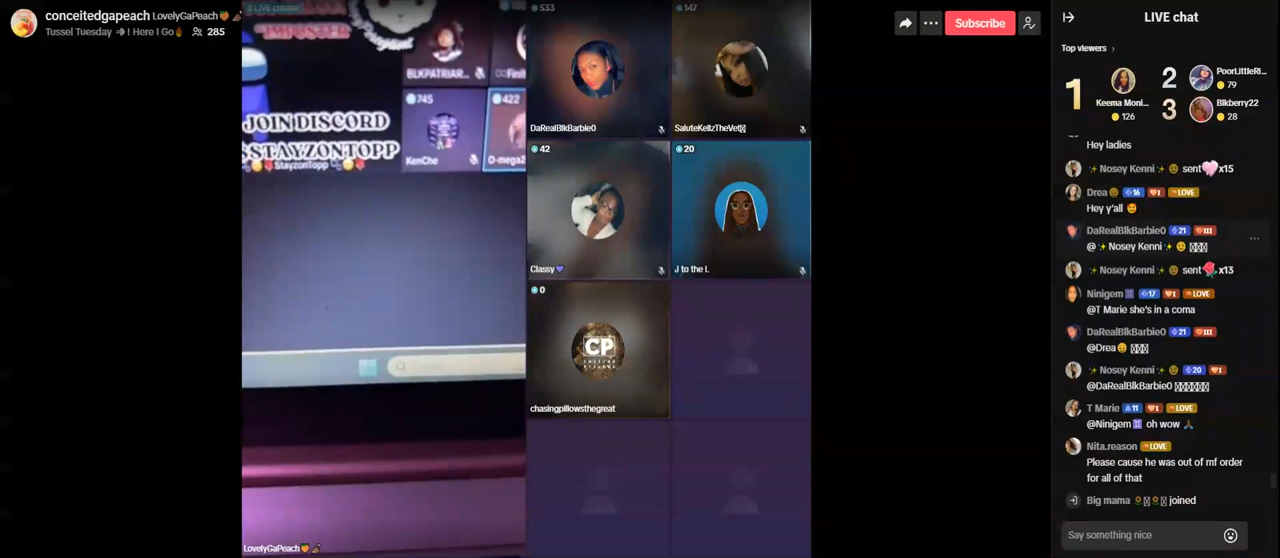 conceitedgapeach LovelyGaPeach
Tussel Tuesday ! Here I Go 285
Subscribe
IMPOSTER
BLKPATRIAR...
JOIN DISCORD
745
422
STAYZONTOPP
StayzonTopp
KenChe
LovelyGaPeach
533
DaRealBlkBarbie0
147
SaluteKellzTheVet
42
Classy
20
J to the L
0
CP
chasingpillowsthegreat
LIVE chat
Top viewers
1
Keema Moni...
126
2
PoorLittleRi...
79
3
Blkberry22
28
Hey ladies
Nosey Kenni sent x15
Drea 16 I LOVE
Hey y'all
DaRealBlkBarbie0 21 III
@ Nosey Kenni
Nosey Kenni sent x13
Ninigem 17 I LOVE
@T Marie she's in a coma
DaRealBlkBarbie0 21 III
@Drea
Nosey Kenni 20 I
@DaRealBlkBarbie0
T Marie 11 I LOVE
@Ninigem oh wow
Nita.reason LOVE
Please cause he was out of mf order
for all of that
Big mama joined
Say something nice